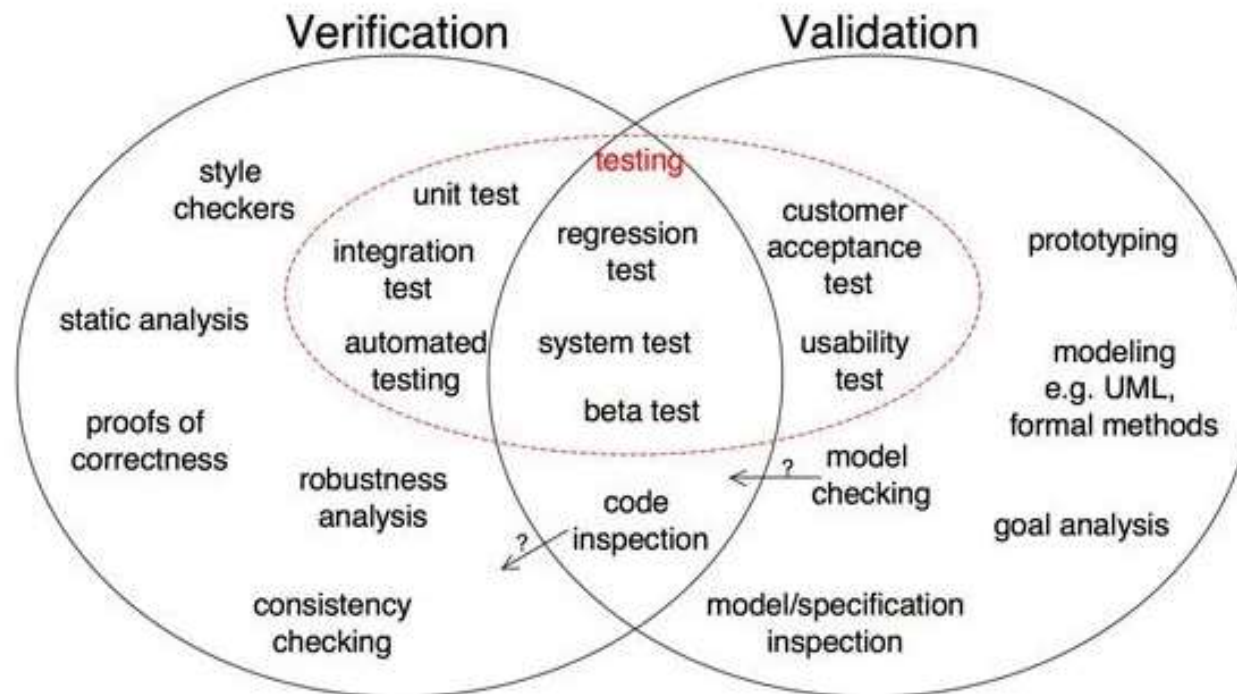 Verification
Validation
testing
style
checkers
unit test
customer
acceptance
test
regression
test
integration
test
prototyping
static analysis
automated
testing
system test
usability
test
modeling
e.g. UML,
formal methods
beta test
proofs of
correctness
robustness
analysis
?
model
checking
code
inspection
?
goal analysis
consistency
checking
model/specification
inspection